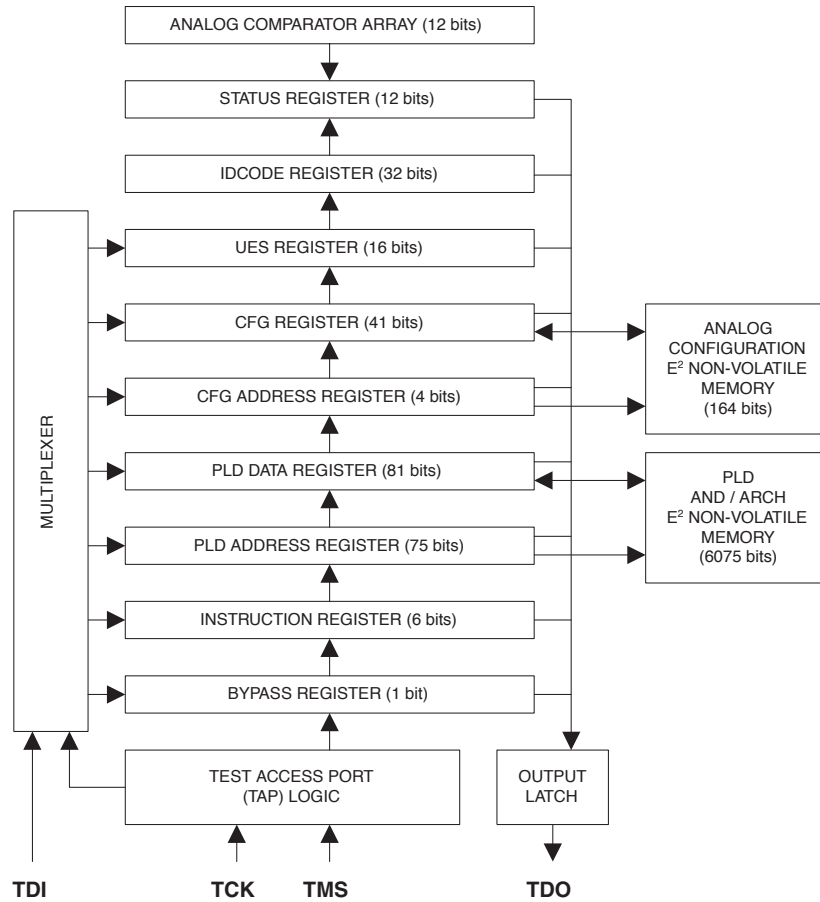 ANALOG COMPARATOR ARRAY (12 bits)
STATUS REGISTER (12 bits)
IDCODE REGISTER (32 bits)
UES REGISTER (16 bits)
CFG REGISTER (41 bits)
CFG ADDRESS REGISTER (4 bits)
PLD DATA REGISTER (81 bits)
PLD ADDRESS REGISTER (75 bits)
INSTRUCTION REGISTER (6 bits)
BYPASS REGISTER (1 bit)
MULTIPLEXER
ANALOG
CONFIGURATION
E² NON-VOLATILE
MEMORY
(164 bits)
PLD
AND / ARCH
E² NON-VOLATILE
MEMORY
(6075 bits)
TEST ACCESS PORT
(TAP) LOGIC
OUTPUT
LATCH
TDI
TCK
TMS
TDO